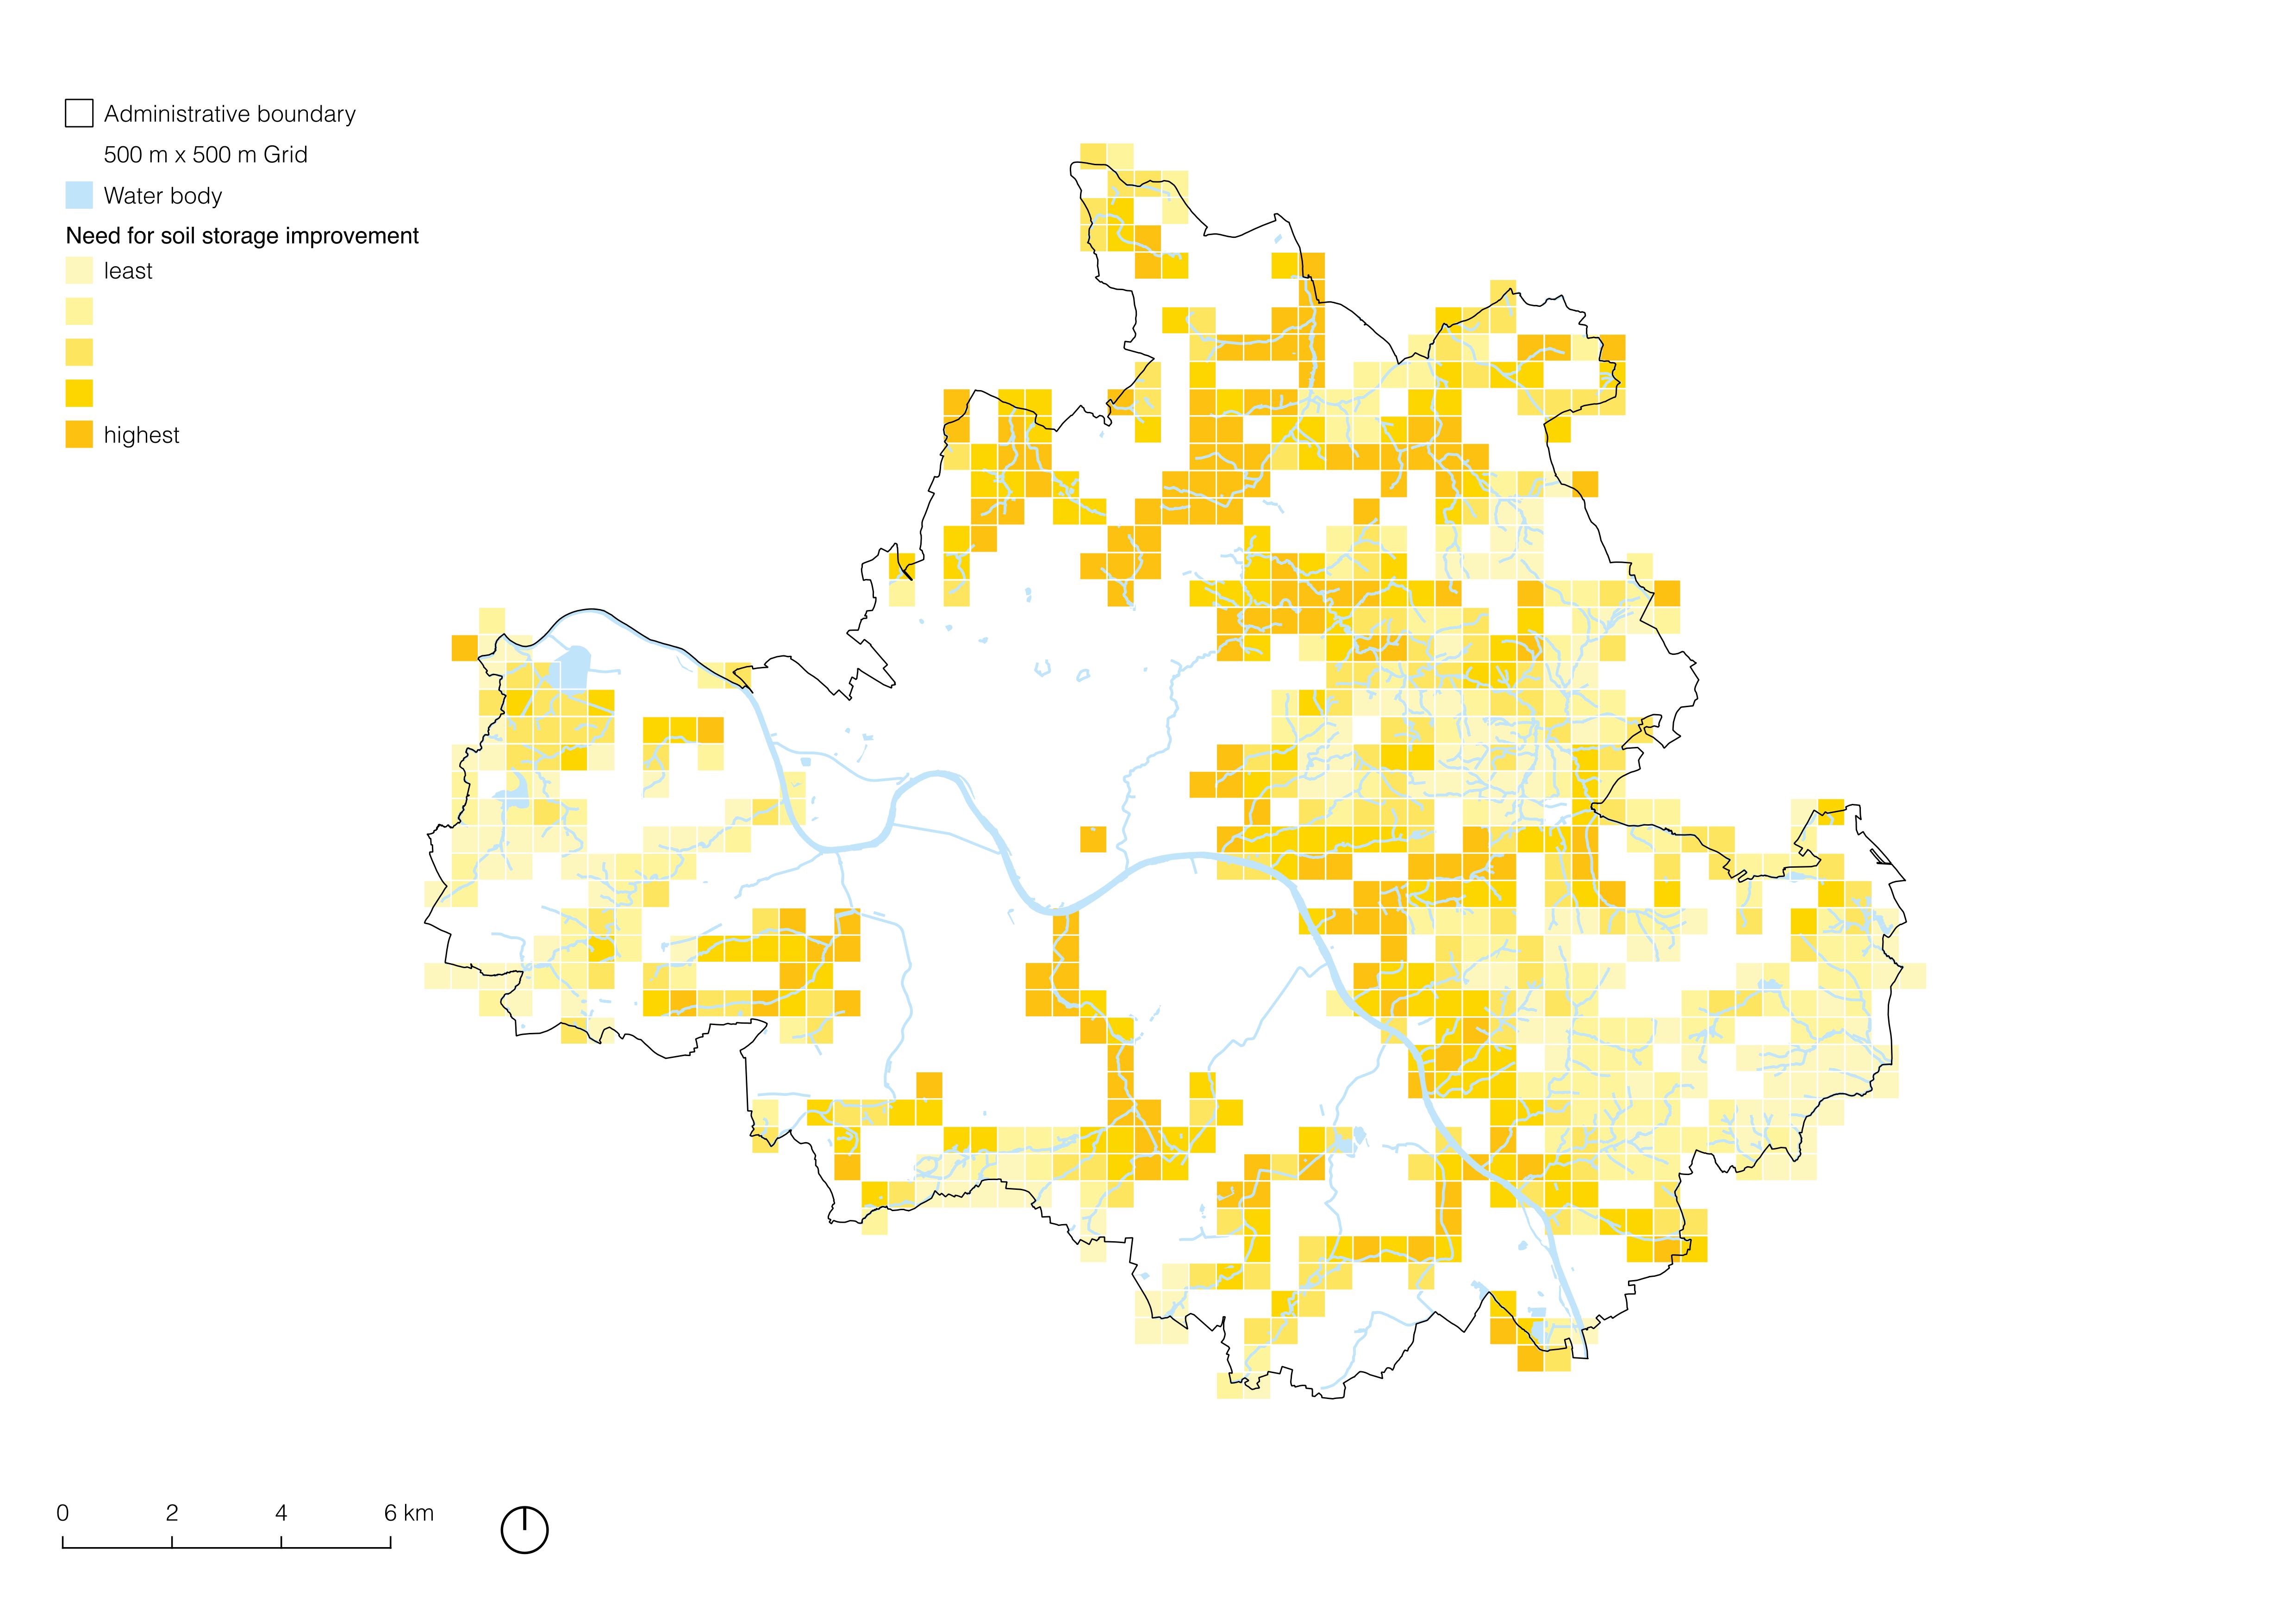 Administrative boundary
500 m x 500 m Grid
Water body
Need for soil storage improvement
least
highest
0 2 4 6 km